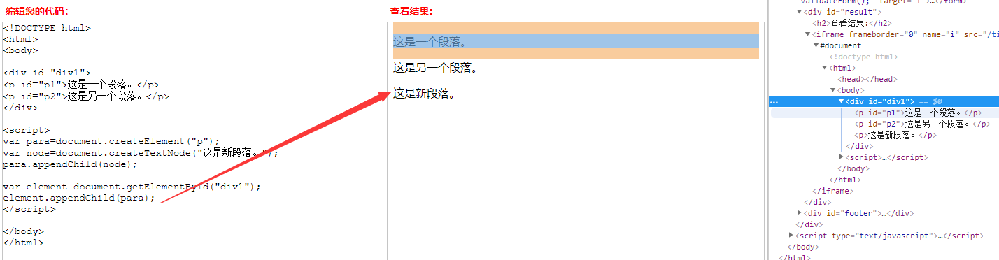 编辑您的代码:
<!DOCTYPE html>
<html>
<body>
<div id="div1">
<p id="p1">这是一个段落。</p>
<p id="p2">这是另一个段落。</p>
</div>
<script>
var para=document.createElement("p");
var node=document.createTextNode("这是新段落。");
para.appendChild(node);
var element=document.getElementById("div1");
element.appendChild(para);
</script>
</body>
</html>
查看结果:
这是一个段落。
这是另一个段落。
这是新段落。
validateForm();" target="i">…</form>
▼<div id="result">
<h2>查看结果:</h2>
▼<iframe frameborder="0" name="i" src="/ti
▼#document
<!doctype html>
▼<html>
<head></head>
▼<body>
…▼<div id="div1"> == $0
<p id="p1">这是一个段落。</p>
<p id="p2">这是另一个段落。</p>
<p>这是新段落。</p>
</div>
▶<script>…</script>
</body>
</html>
</iframe>
</div>
▶<div id="footer">…</div>
</div>
▶<script type="text/javascript">…</script>
</body>
</html>